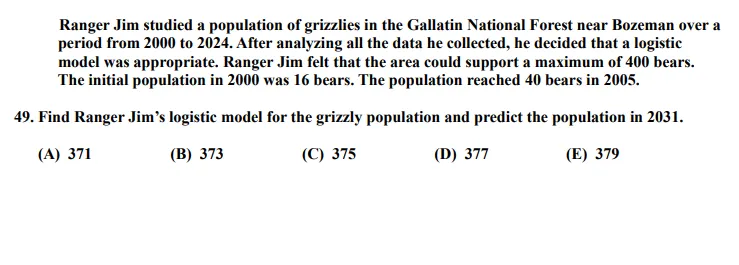 Ranger Jim studied a population of grizzlies in the Gallatin National Forest near Bozeman over a
period from 2000 to 2024. After analyzing all the data he collected, he decided that a logistic
model was appropriate. Ranger Jim felt that the area could support a maximum of 400 bears.
The initial population in 2000 was 16 bears. The population reached 40 bears in 2005.
49. Find Ranger Jim’s logistic model for the grizzly population and predict the population in 2031.
(A) 371 (B) 373 (C) 375 (D) 377 (E) 379